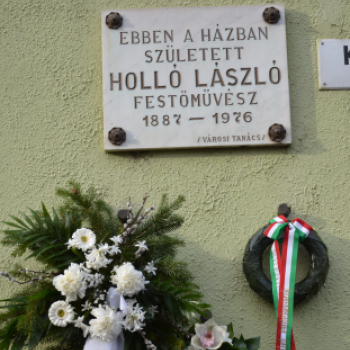 EBBEN A HÁZBAN
SZÜLETETT
HOLLÓ LÁSZLÓ
FESTŐMŰVÉSZ
1887 — 1976
/VÁROSI TANÁCS/
K